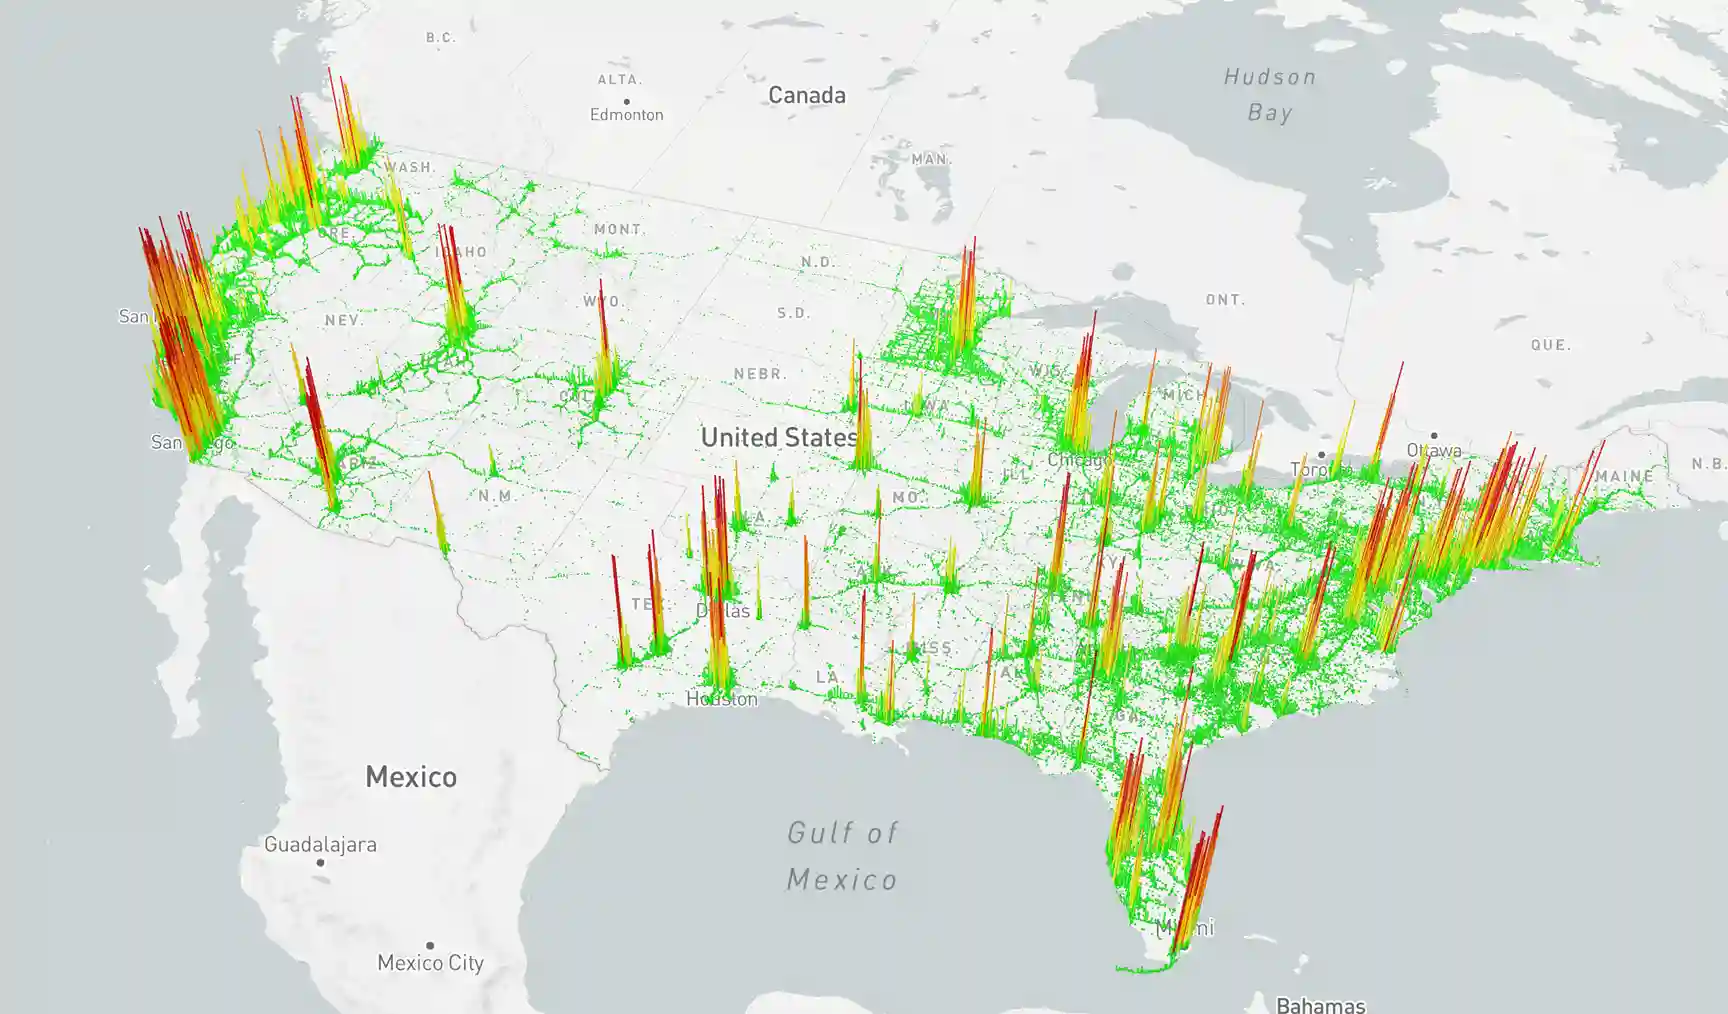 B.C.
ALTA.
Edmonton
Canada
Hudson
Bay
MAN.
WASH.
ORE.
IDAHO
MONT.
N.D.
ONT.
WYO.
S.D.
San
NEV.
QUE.
NEBR.
WIS.
MICH.
IOWA
United States
San
Ottawa
Chicago
Toronto
ILL.
MAINE
N.B.
ARIZ.
N.M.
MO.
KY.
TENN.
TEX.
Dallas
MISS.
LA.
ALA.
Houston
GA.
Mexico
Gulf of
Mexico
Guadalajara
Miami
Mexico City
Bahamas